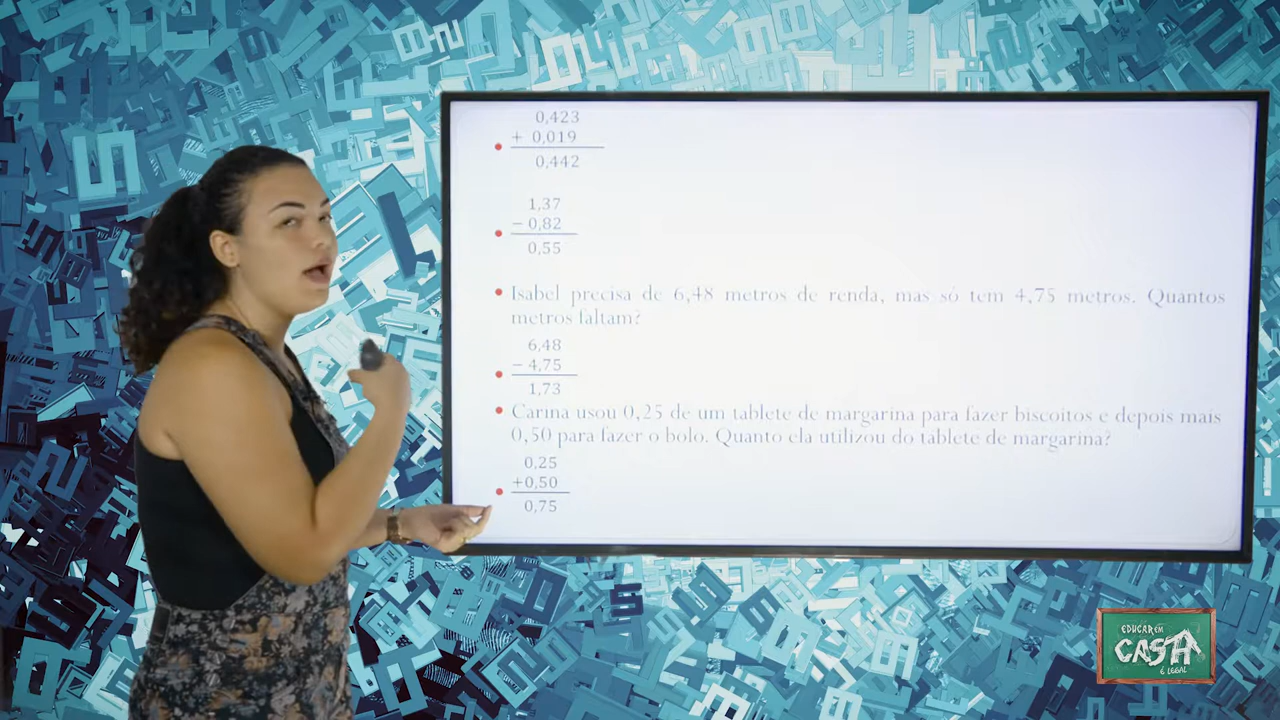 0,423
+ 0,019
0,442
1,37
− 0,82
0,55
Isabel precisa de 6,48 metros de renda, mas só tem 4,75 metros. Quantos
metros faltam?
6,48
− 4,75
1,73
Carina usou 0,25 de um tablete de margarina para fazer biscoitos e depois mais
0,50 para fazer o bolo. Quanto ela utilizou do tablete de margarina?
0,25
+0,50
0,75
EDUCAR EM
CASA
É LEGAL